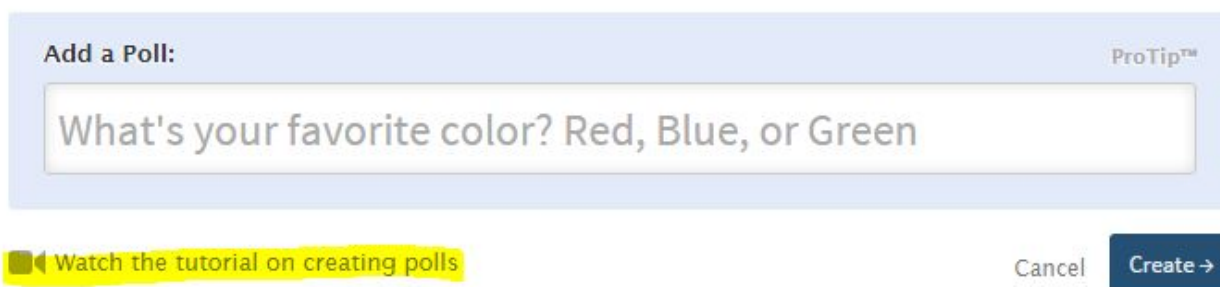 Add a Poll:
ProTip™
What's your favorite color? Red, Blue, or Green
Watch the tutorial on creating polls
Cancel
Create →